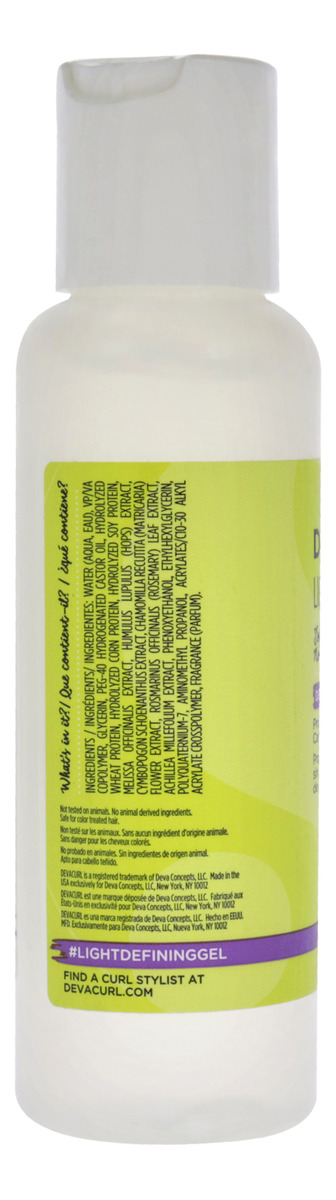 What's in it? / Que contient-il? / ¿qué contiene?
INGREDIENTS / INGRÉDIENTS/ INGREDIENTES: WATER (AQUA, EAU), VP/VA
COPOLYMER, GLYCERIN, PEG-40 HYDROGENATED CASTOR OIL, HYDROLYZED
WHEAT PROTEIN, HYDROLYZED CORN PROTEIN, HYDROLYZED SOY PROTEIN,
MELISSA OFFICINALIS EXTRACT, HUMULUS LUPULUS (HOPS) EXTRACT,
CYMBOPOGON SCHOENANTHUS EXTRACT, CHAMOMILLA RECUTITA (MATRICARIA)
FLOWER EXTRACT, ROSMARINUS OFFICINALIS (ROSEMARY) LEAF EXTRACT,
ACHILLEA MILLEFOLIUM EXTRACT, PHENOXYETHANOL, ETHYLHEXYLGLYCERIN,
POLYQUATERNIUM-7, AMINOMETHYL PROPANOL, ACRYLATES/C10-30 ALKYL
ACRYLATE CROSSPOLYMER, FRAGRANCE (PARFUM).
Not tested on animals. No animal derived ingredients.
Safe for color treated hair.
Non testé sur les animaux. Sans aucun ingrédient d'origine animale.
Sans danger pour les cheveux colorés.
No probado en animales. Sin ingredientes de origen animal.
Apto para cabello teñido.
DEVACURL is a registered trademark of Deva Concepts, LLC. Made in the
USA exclusively for Deva Concepts, LLC, New York, NY 10012
DEVACURL est une marque déposée de Deva Concepts, LLC. Fabriqué aux
États-Unis en exclusivité pour Deva Concepts, LLC, New York, NY 10012
DEVACURL es una marca registrada de Deva Concepts, LLC. Hecho en EEUU.
MFD. Exclusivamente para Deva Concepts, LLC, Nueva York, NY 10012
#LIGHTDEFININGGEL
FIND A CURL STYLIST AT
DEVACURL.COM